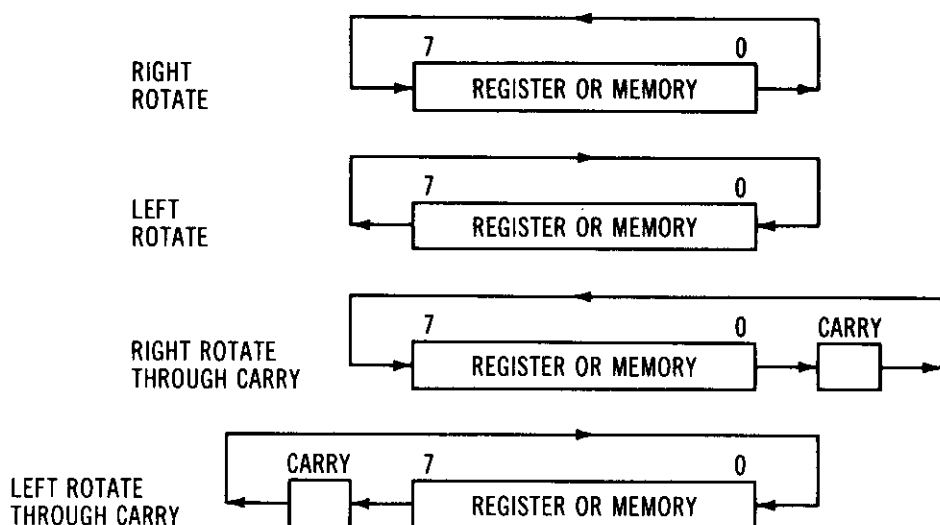 7 0
RIGHT
ROTATE
REGISTER OR MEMORY
7 0
LEFT
ROTATE
REGISTER OR MEMORY
7 0 CARRY
RIGHT ROTATE
THROUGH CARRY
REGISTER OR MEMORY
CARRY 7 0
LEFT ROTATE
THROUGH CARRY
REGISTER OR MEMORY